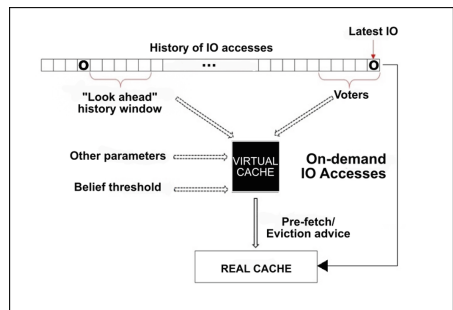 Latest IO
History of IO accesses
O
...
O
"Look ahead"
history window
Voters
Other parameters
VIRTUAL
CACHE
On-demand
IO Accesses
Belief threshold
Pre-fetch/
Eviction advice
REAL CACHE